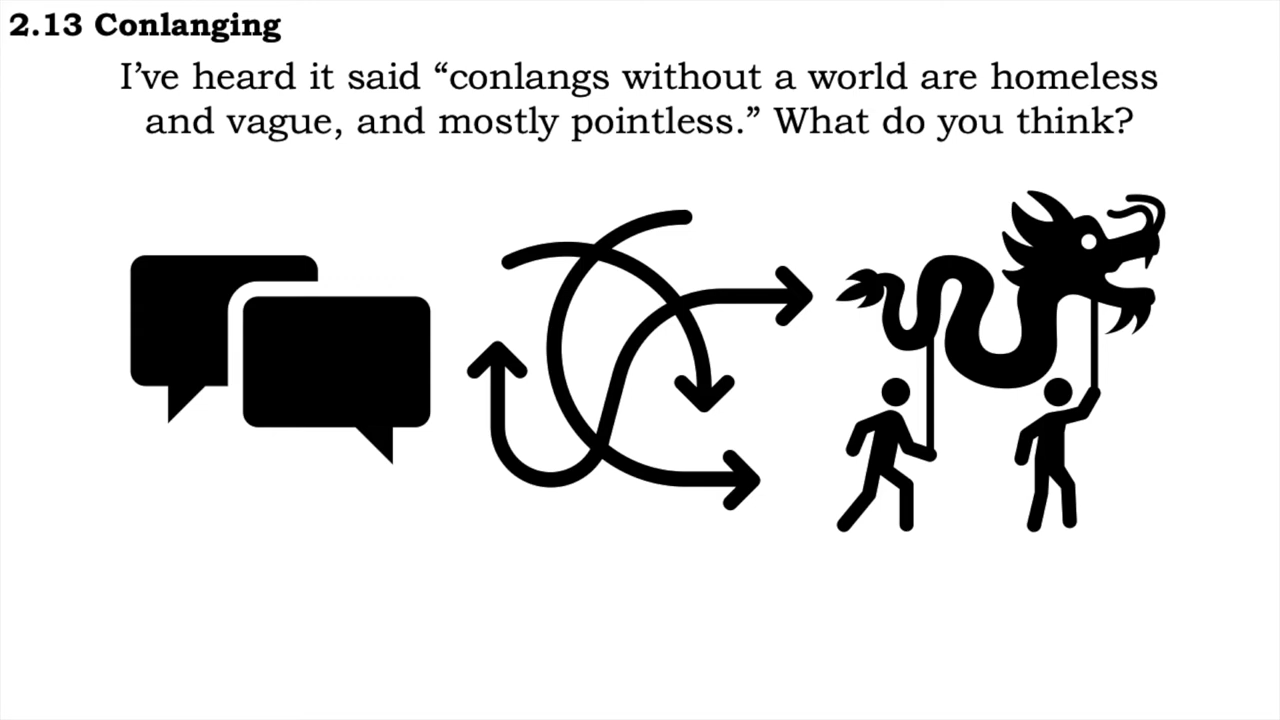 2.13 Conlanging
I’ve heard it said “conlangs without a world are homeless
and vague, and mostly pointless.” What do you think?